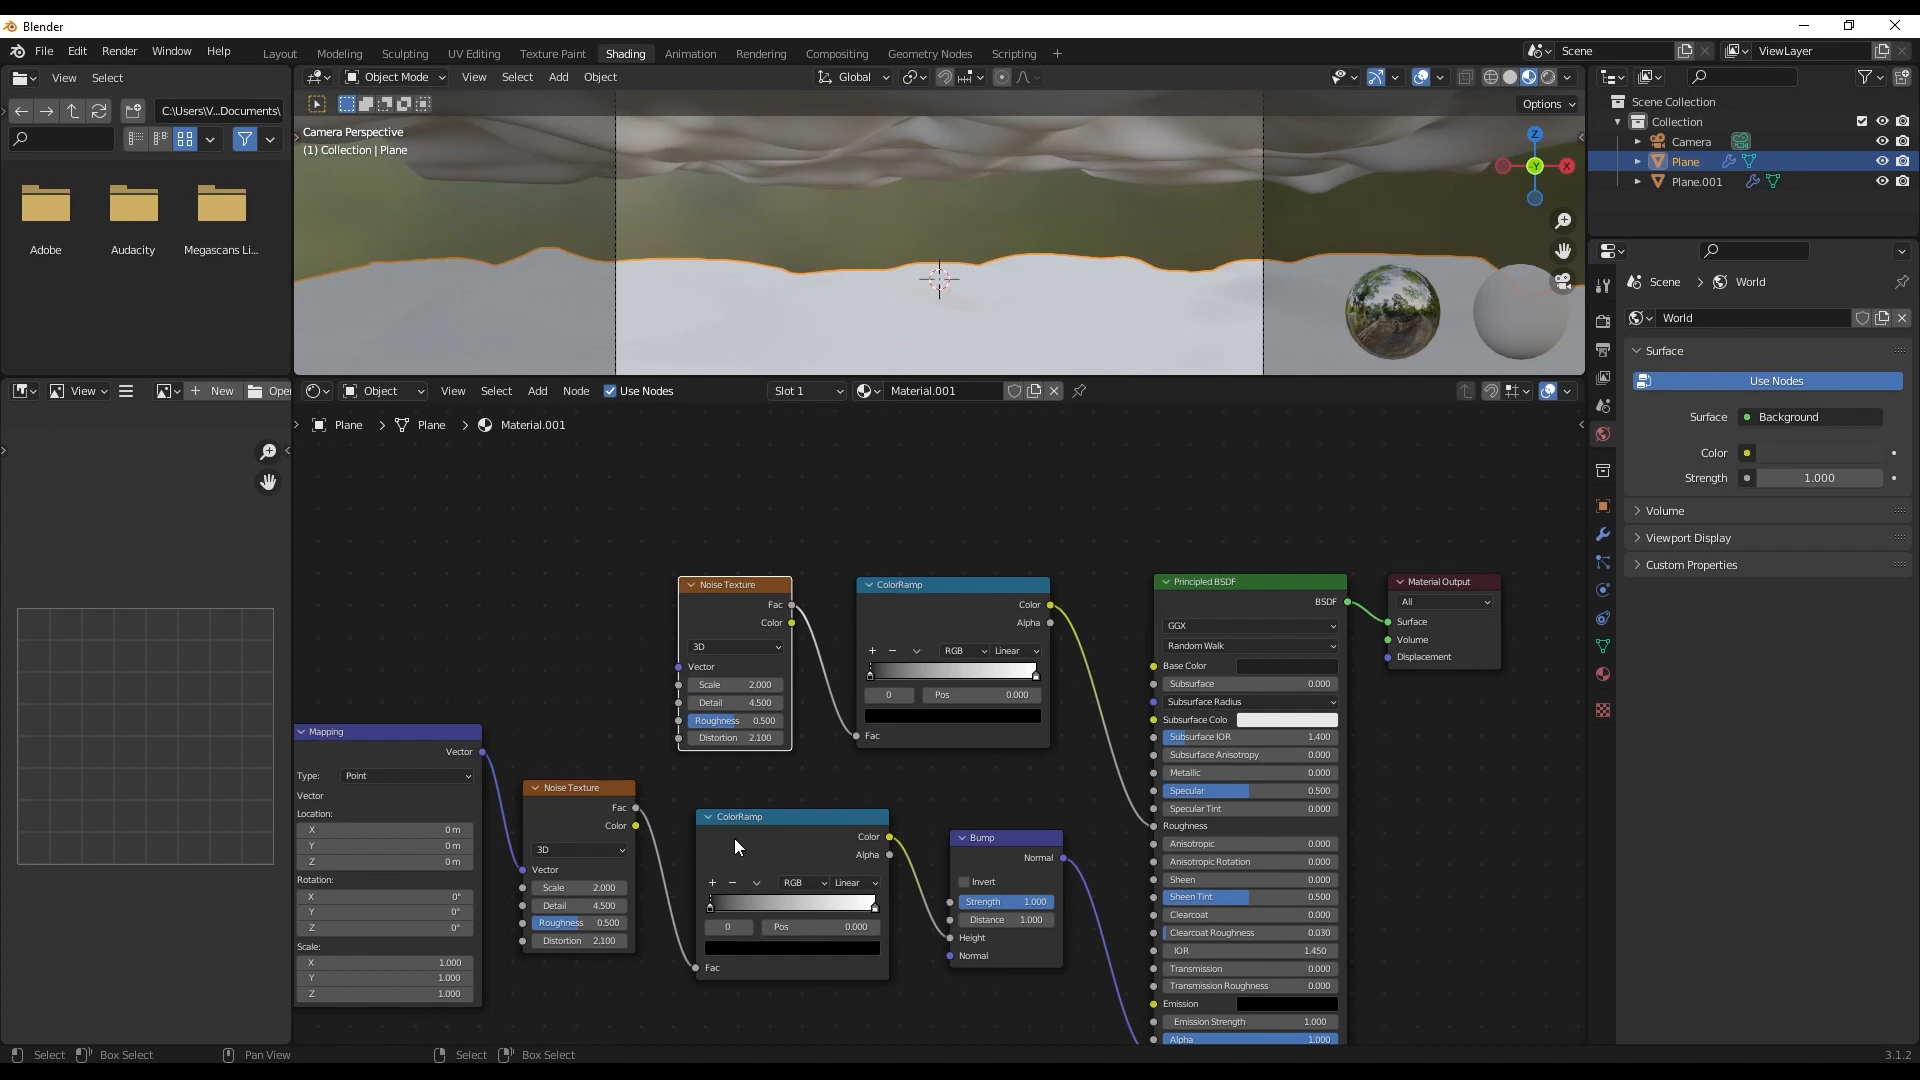 Blender
File Edit Render Window Help
Layout Modeling Sculpting UV Editing Texture Paint Shading Animation Rendering Compositing Geometry Nodes Scripting +
Scene
ViewLayer
View Select
C:\Users\V...Documents\
Adobe
Audacity
Megascans Li...
Object Mode View Select Add Object
Global
Options
Camera Perspective
(1) Collection | Plane
Z
Y
X
Scene Collection
Collection
Camera
Plane
Plane.001
Scene > World
World
Surface
Use Nodes
Surface Background
Color
Strength 1.000
Volume
Viewport Display
Custom Properties
View
+ New
Open
Object View Select Add Node Use Nodes
Slot 1
Material.001
Plane > Plane > Material.001
Mapping
Vector
Type: Point
Vector
Location:
X 0 m
Y 0 m
Z 0 m
Rotation:
X 0°
Y 0°
Z 0°
Scale:
X 1.000
Y 1.000
Z 1.000
Noise Texture
Fac
Color
3D
Vector
Scale 2.000
Detail 4.500
Roughness 0.500
Distortion 2.100
Noise Texture
Fac
Color
3D
Vector
Scale 2.000
Detail 4.500
Roughness 0.500
Distortion 2.100
ColorRamp
Color
Alpha
RGB Linear
0 Pos 0.000
Fac
ColorRamp
Color
Alpha
RGB Linear
0 Pos 0.000
Fac
Bump
Normal
Invert
Strength 1.000
Distance 1.000
Height
Normal
Principled BSDF
BSDF
GGX
Random Walk
Base Color
Subsurface 0.000
Subsurface Radius
Subsurface Colo
Subsurface IOR 1.400
Subsurface Anisotropy 0.000
Metallic 0.000
Specular 0.500
Specular Tint 0.000
Roughness
Anisotropic 0.000
Anisotropic Rotation 0.000
Sheen 0.000
Sheen Tint 0.500
Clearcoat 0.000
Clearcoat Roughness 0.030
IOR 1.450
Transmission 0.000
Transmission Roughness 0.000
Emission
Emission Strength 1.000
Alpha 1.000
Material Output
All
Surface
Volume
Displacement
Select Box Select Pan View Select Box Select
3.1.2